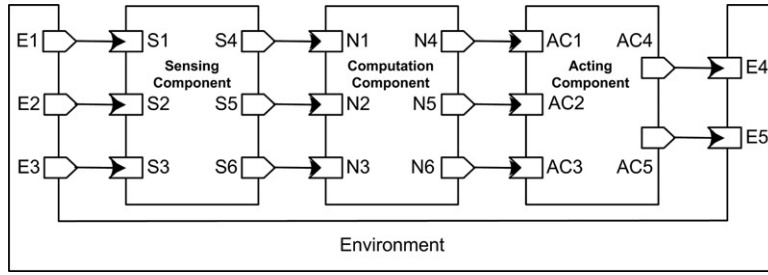 E1 S1 S4 N1 N4 AC1 AC4
Sensing Component
Computation Component
Acting Component
E4
E2 S2 S5 N2 N5 AC2
E5
E3 S3 S6 N3 N6 AC3 AC5
Environment